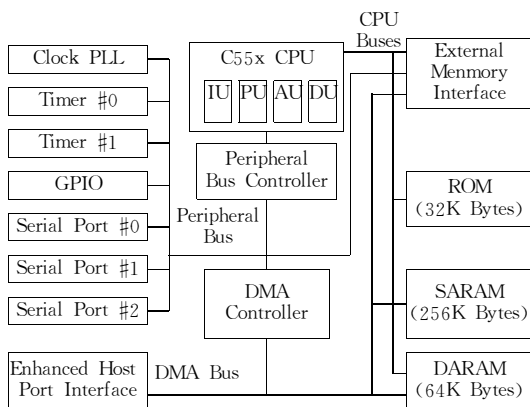 CPU
Buses
Clock PLL
Timer #0
Timer #1
GPIO
Serial Port #0
Serial Port #1
Serial Port #2
Enhanced Host
Port Interface
C55x CPU
IU PU AU DU
Peripheral
Bus Controller
Peripheral
Bus
DMA
Controller
DMA Bus
External
Menmory
Interface
ROM
(32K Bytes)
SARAM
(256K Bytes)
DARAM
(64K Bytes)